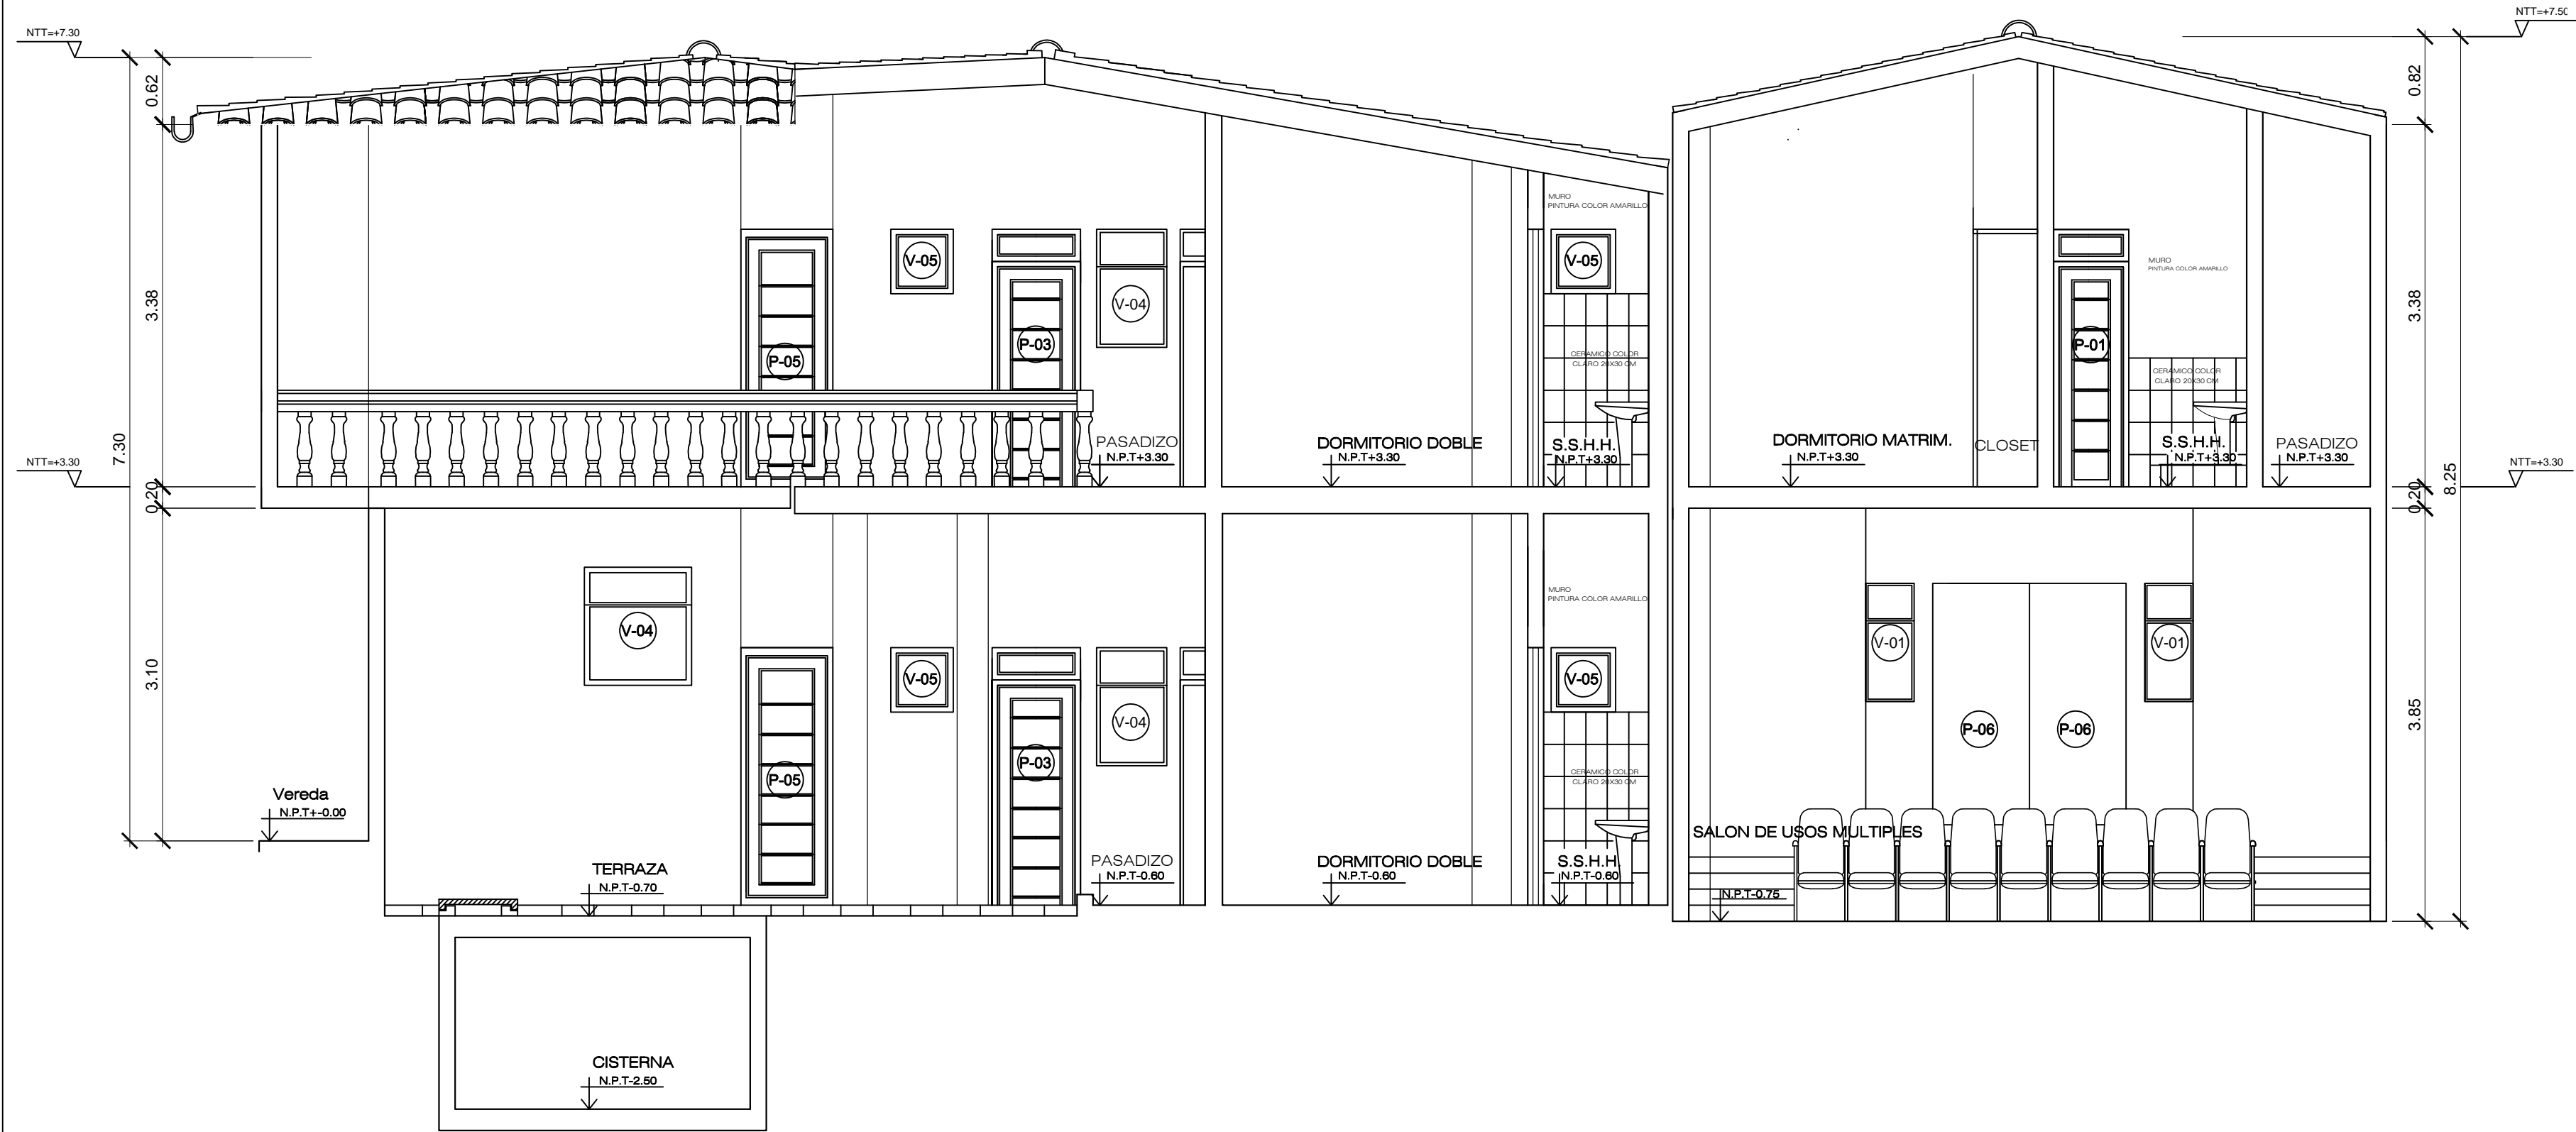 NTT=+7.30
NTT=+7.50
0.62
0.82
MURO
PINTURA COLOR AMARILLO
V-05
V-05
MURO
PINTURA COLOR AMARILLO
3.38
V-04
3.38
P-03
P-01
P-05
CERAMICO COLOR
CLARO 20X30 CM
CERAMICO COLOR
CLARO 20X30 CM
7.30
PASADIZO
N.P.T+3.30
DORMITORIO DOBLE
N.P.T+3.30
S.S.H.H.
N.P.T+3.30
DORMITORIO MATRIM.
N.P.T+3.30
CLOSET
S.S.H.H.
N.P.T+3.30
PASADIZO
N.P.T+3.30
NTT=+3.30
NTT=+3.30
8.25
0.20
0.20
MURO
PINTURA COLOR AMARILLO
V-04
V-01
V-01
3.10
V-05
V-05
V-04
3.85
P-06
P-06
P-03
P-05
CERAMICO COLOR
CLARO 20X30 CM
Vereda
N.P.T+-0.00
SALON DE USOS MULTIPLES
TERRAZA
N.P.T-0.70
PASADIZO
N.P.T-0.60
DORMITORIO DOBLE
N.P.T-0.60
S.S.H.H.
N.P.T-0.60
N.P.T-0.75
CISTERNA
N.P.T-2.50